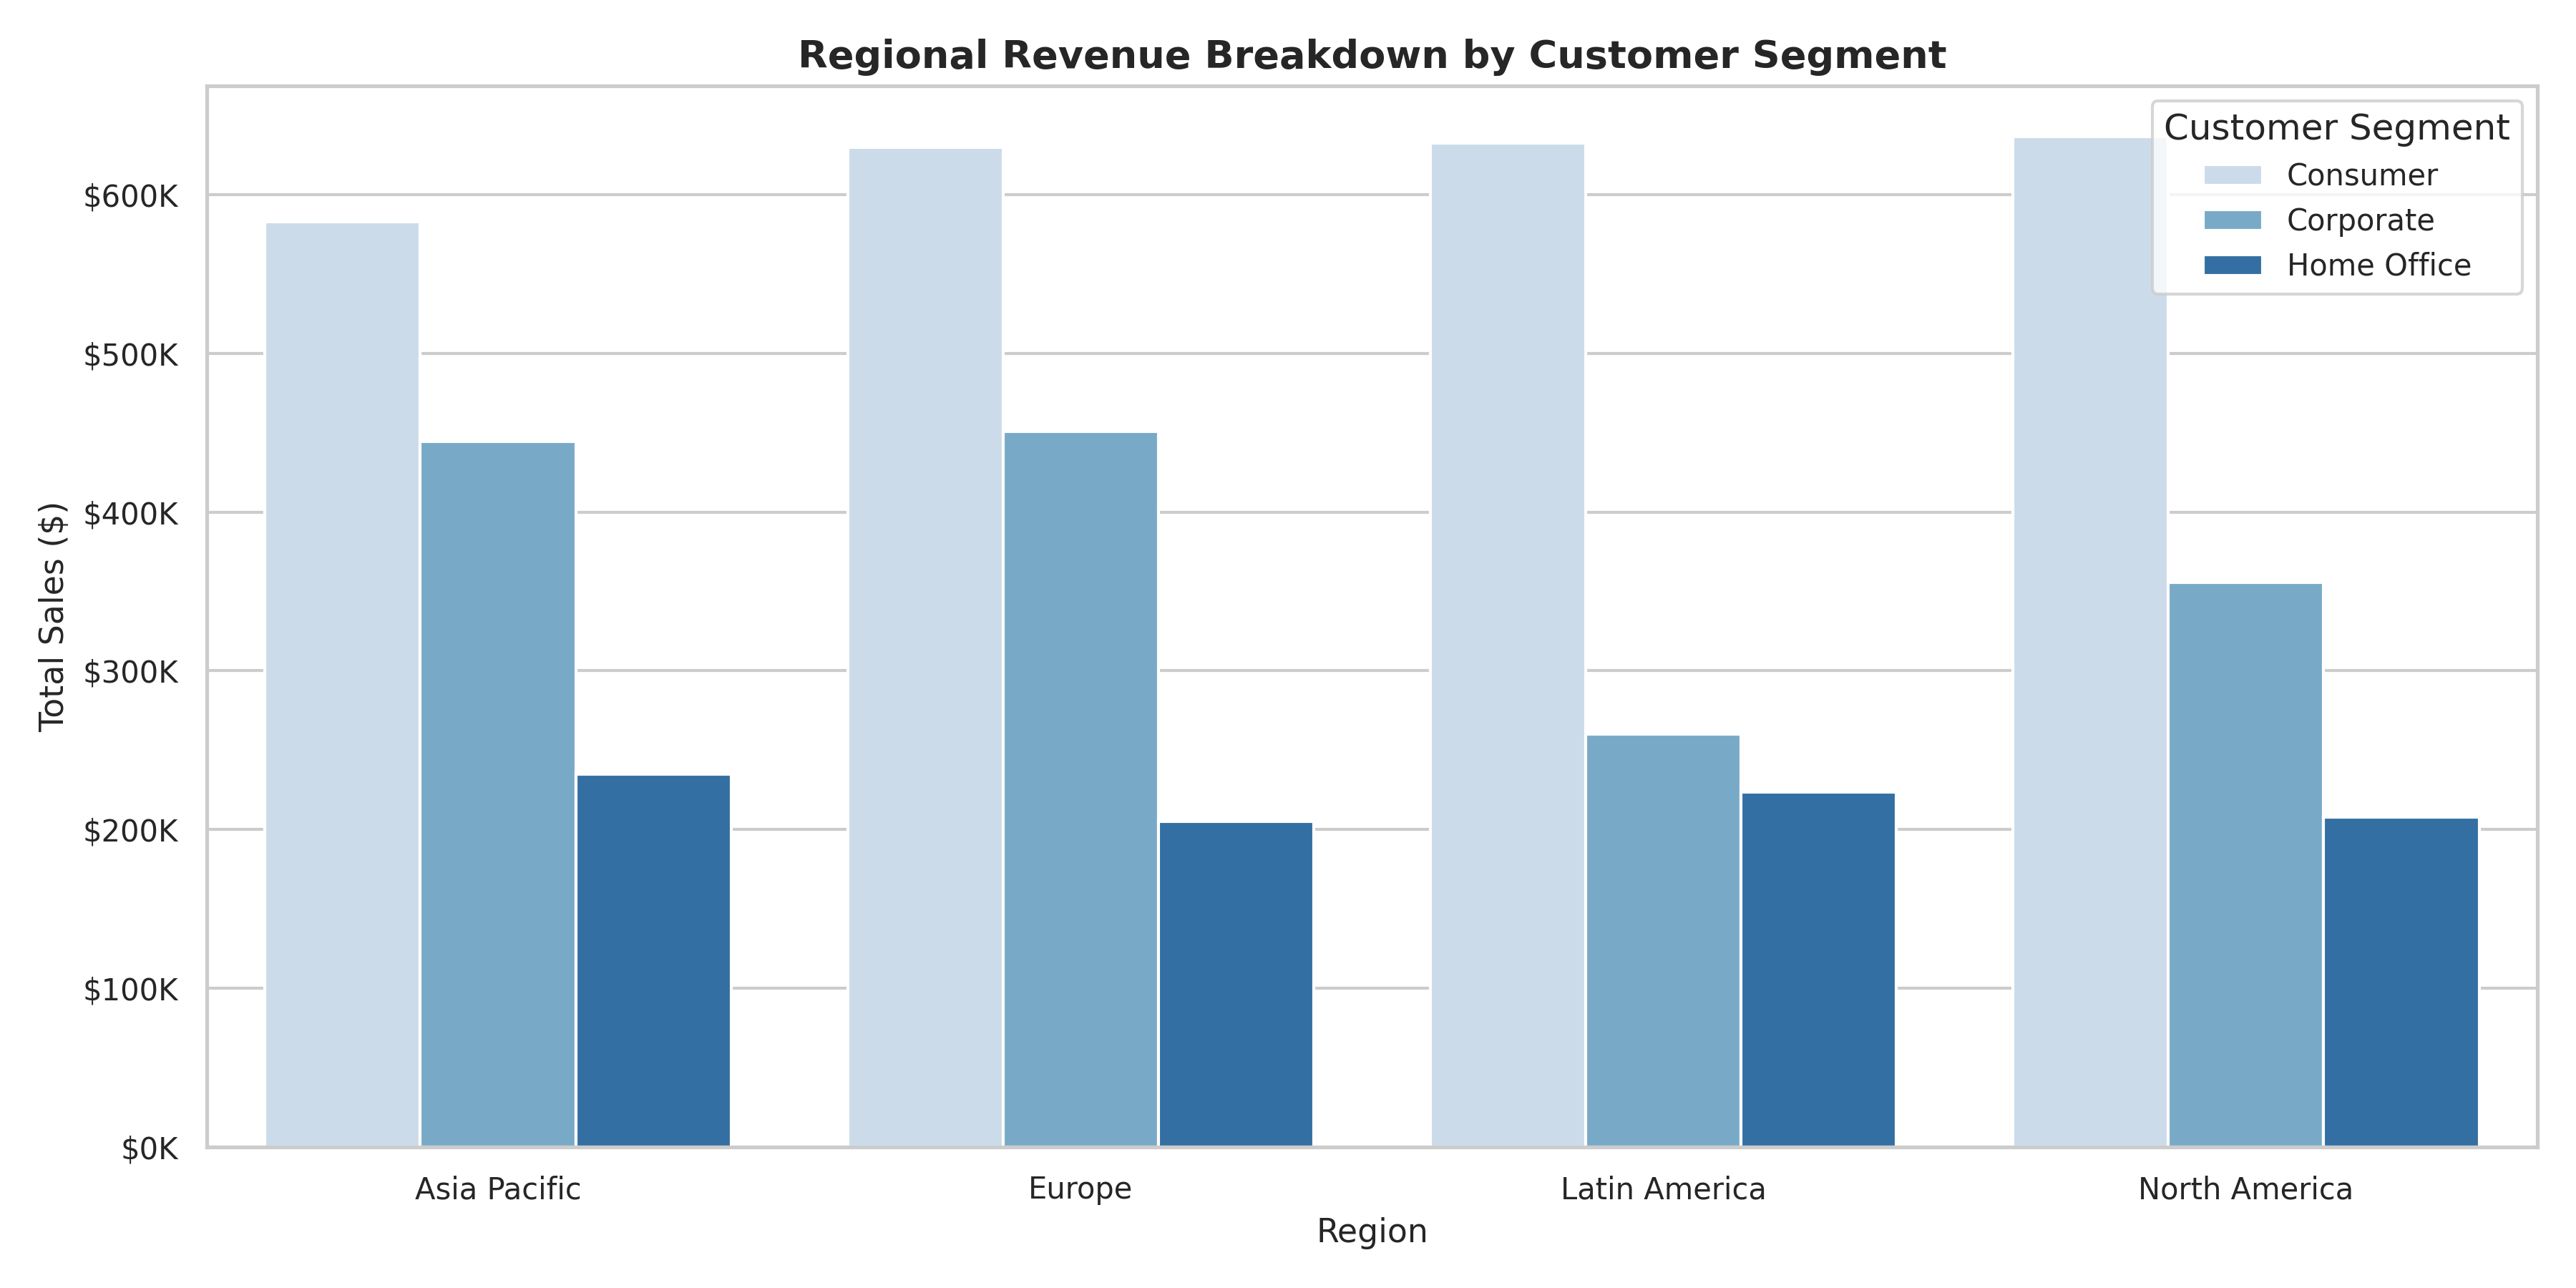 Regional Revenue Breakdown by Customer Segment
Customer Segment
Consumer
Corporate
Home Office
Total Sales ($)
$600K
$500K
$400K
$300K
$200K
$100K
$0K
Asia Pacific
Europe
Latin America
North America
Region